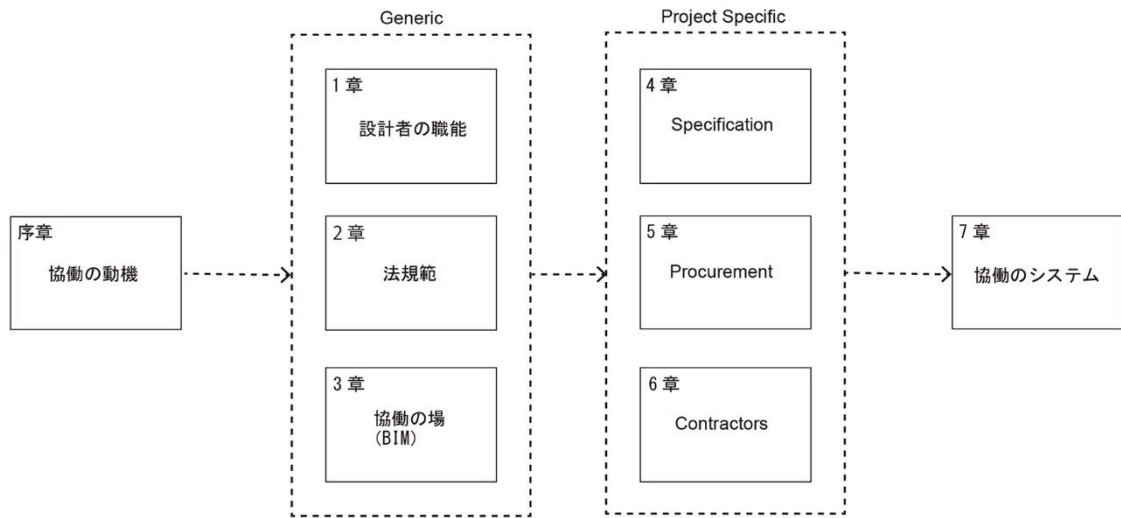 Generic
Project Specific
序章
協働の動機
1 章
設計者の職能
2 章
法規範
3 章
協働の場
(BIM)
4 章
Specification
5 章
Procurement
6 章
Contractors
7 章
協働のシステム